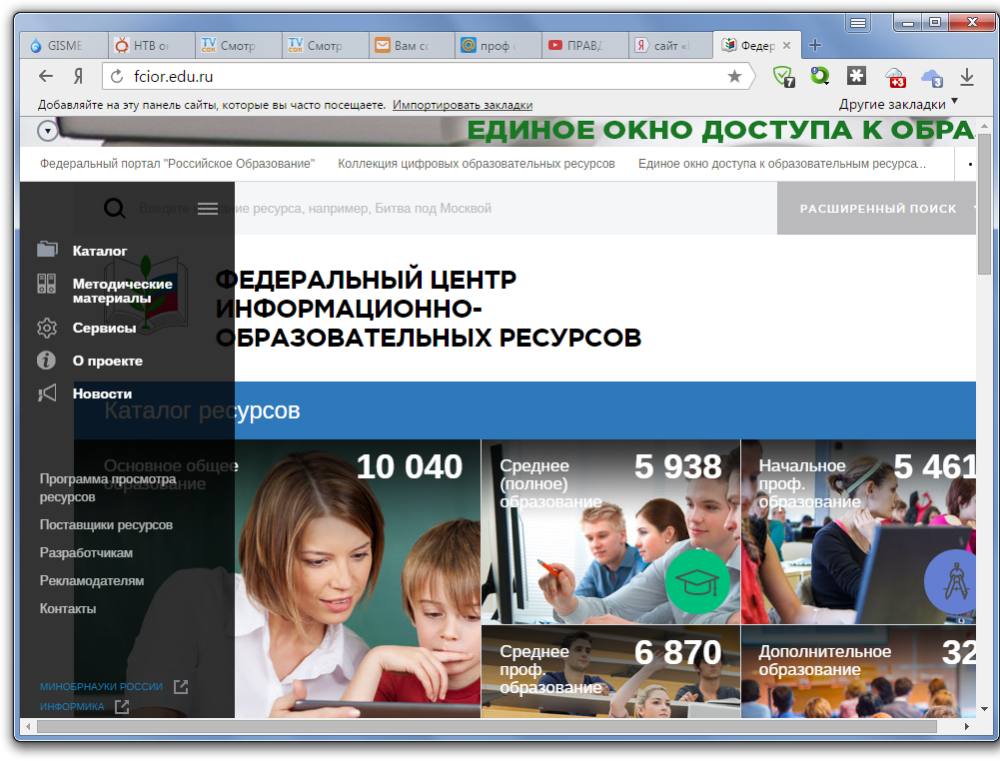 GISME НТВ о Смотр Смотр Вам с проф ПРАВД сайт « Федер
fcior.edu.ru
7 +3 3
Добавляйте на эту панель сайты, которые вы часто посещаете. Импортировать закладки Другие закладки
ЕДИНОЕ ОКНО ДОСТУПА К ОБРА
Федеральный портал "Российское Образование" Коллекция цифровых образовательных ресурсов Единое окно доступа к образовательным ресурса...
ние ресурса, например, Битва под Москвой
РАСШИРЕННЫЙ ПОИСК
Каталог
Методические
материалы
Сервисы
О проекте
Новости
ФЕДЕРАЛЬНЫЙ ЦЕНТР
ИНФОРМАЦИОННО-
ОБРАЗОВАТЕЛЬНЫХ РЕСУРСОВ
Каталог ресурсов
Основное общее
образование
10 040
Среднее
(полное)
образование
5 938
Начальное
проф.
образование
5 461
Программа просмотра
ресурсов
Поставщики ресурсов
Разработчикам
Рекламодателям
Контакты
Среднее
проф.
образование
6 870
Дополнительное
образование
32
МИНОБРНАУКИ РОССИИ
ИНФОРМИКА